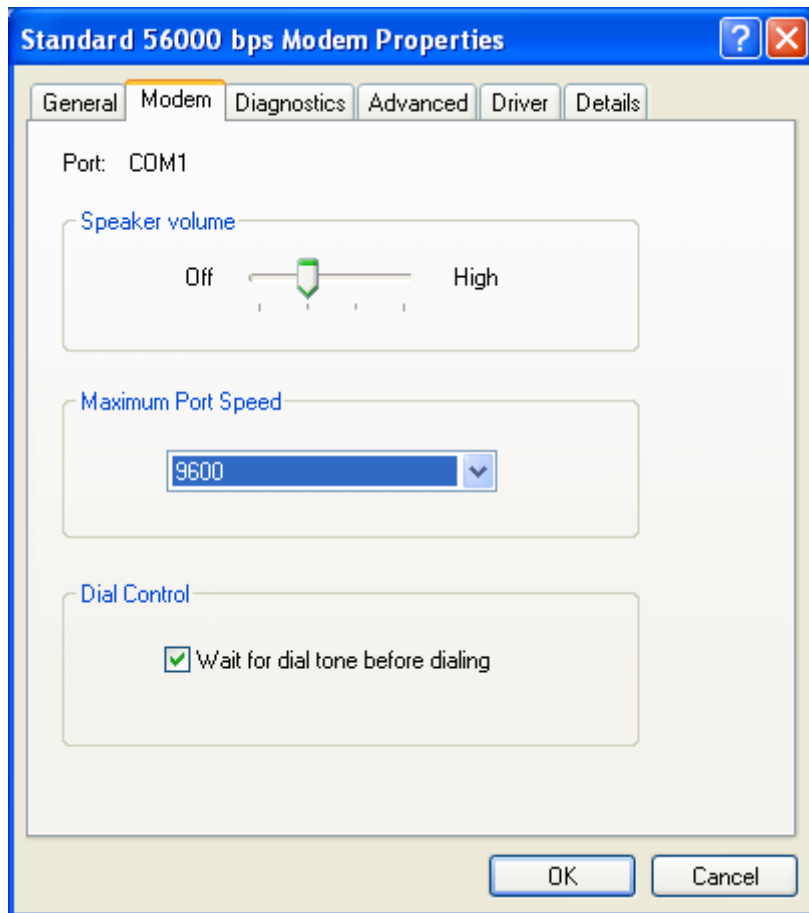 Standard 56000 bps Modem Properties
General Modem Diagnostics Advanced Driver Details
Port: COM1
Speaker volume
Off High
Maximum Port Speed
9600
Dial Control
Wait for dial tone before dialing
OK Cancel